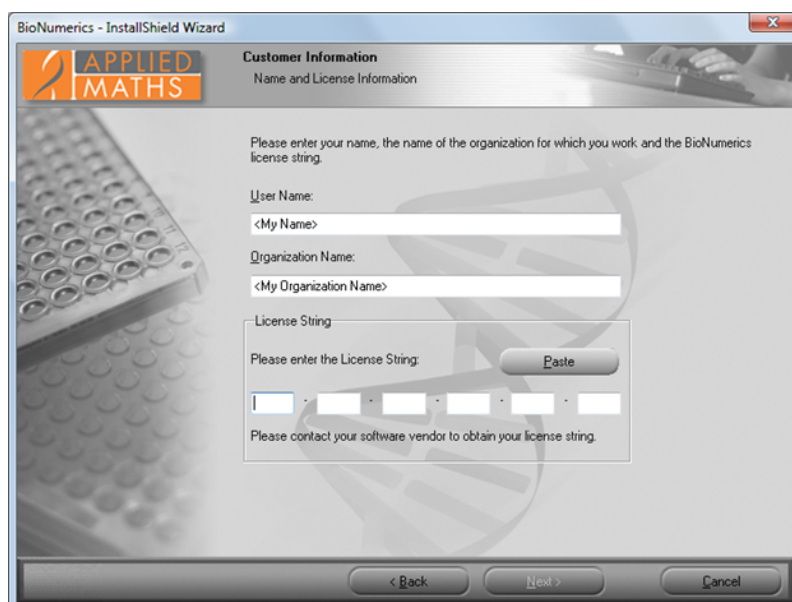 BioNumerics - InstallShield Wizard
APPLIED
MATHS
Customer Information
Name and License Information
Please enter your name, the name of the organization for which you work and the BioNumerics
license string.
User Name:
<My Name>
Organization Name:
<My Organization Name>
License String
Please enter the License String:
Paste
- - - - -
Please contact your software vendor to obtain your license string.
< Back
Next >
Cancel